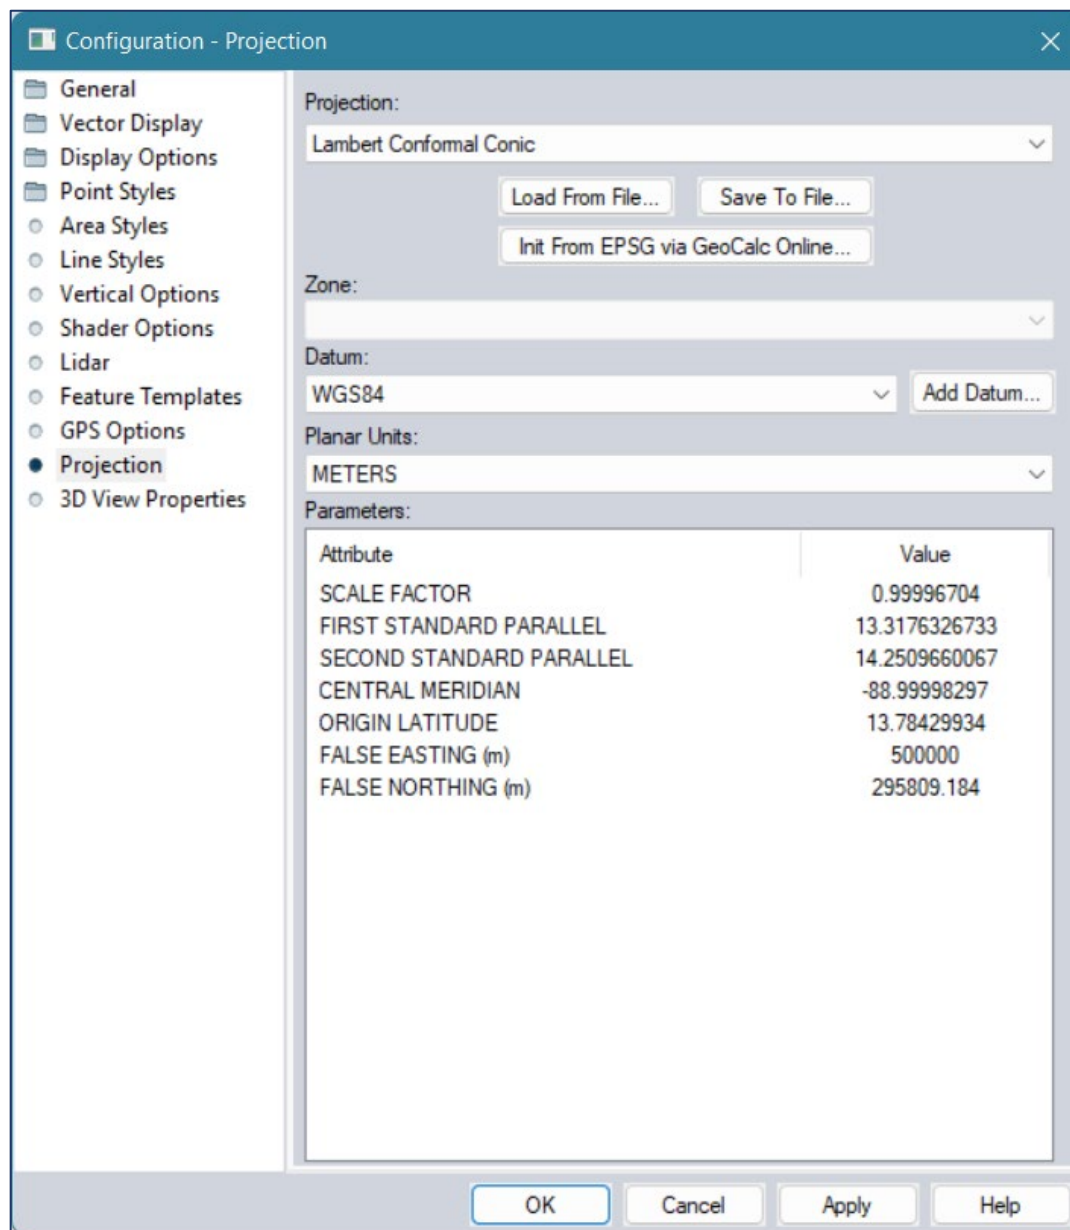 Configuration - Projection
General
Vector Display
Display Options
Point Styles
Area Styles
Line Styles
Vertical Options
Shader Options
Lidar
Feature Templates
GPS Options
Projection
3D View Properties
Projection:
Lambert Conformal Conic
Load From File... Save To File...
Init From EPSG via GeoCalc Online...
Zone:
Datum:
WGS84 Add Datum...
Planar Units:
METERS
Parameters:
Attribute Value
SCALE FACTOR 0.99996704
FIRST STANDARD PARALLEL 13.3176326733
SECOND STANDARD PARALLEL 14.2509660067
CENTRAL MERIDIAN -88.99998297
ORIGIN LATITUDE 13.78429934
FALSE EASTING (m) 500000
FALSE NORTHING (m) 295809.184
OK Cancel Apply Help